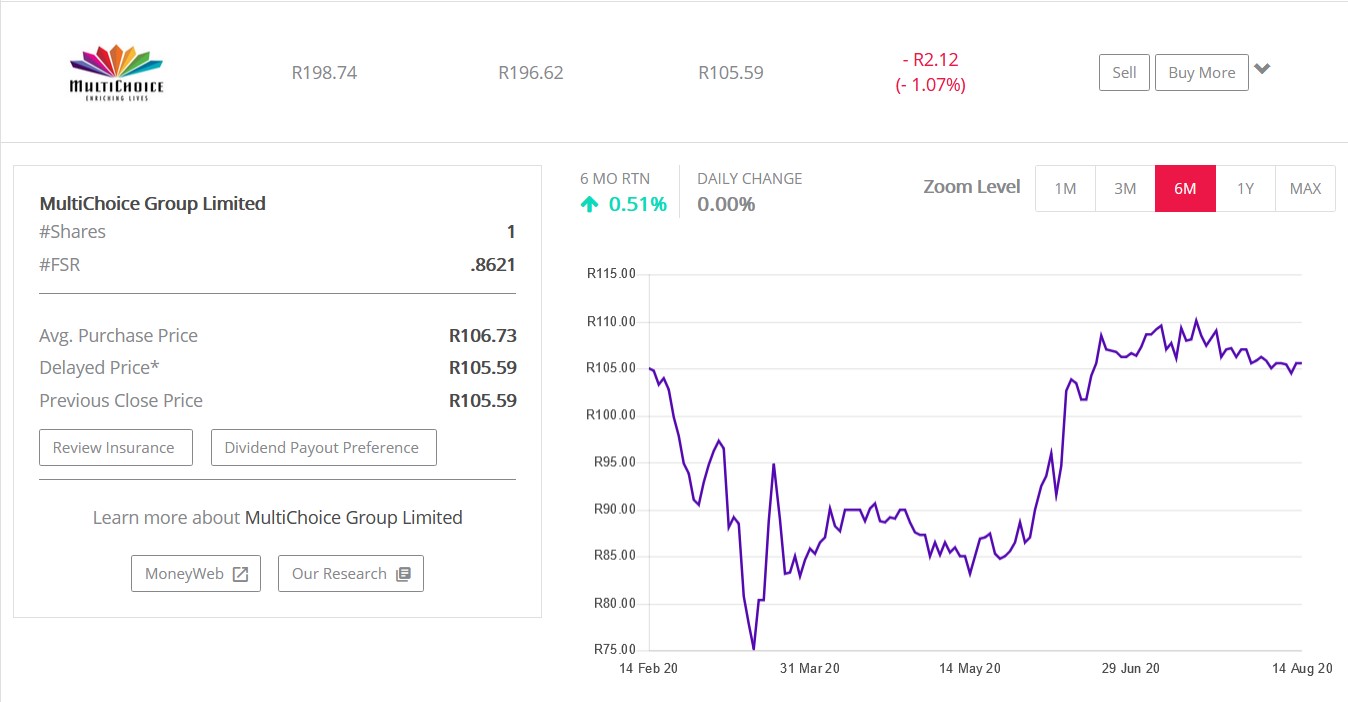 MULTICHOICE
ENRICHING LIVES
R198.74
R196.62
R105.59
- R2.12
(- 1.07%)
Sell
Buy More
MultiChoice Group Limited
#Shares 1
#FSR .8621
Avg. Purchase Price R106.73
Delayed Price* R105.59
Previous Close Price R105.59
Review Insurance
Dividend Payout Preference
Learn more about MultiChoice Group Limited
MoneyWeb
Our Research
6 MO RTN
0.51%
DAILY CHANGE
0.00%
Zoom Level
1M
3M
6M
1Y
MAX
R115.00
R110.00
R105.00
R100.00
R95.00
R90.00
R85.00
R80.00
R75.00
14 Feb 20
31 Mar 20
14 May 20
29 Jun 20
14 Aug 20